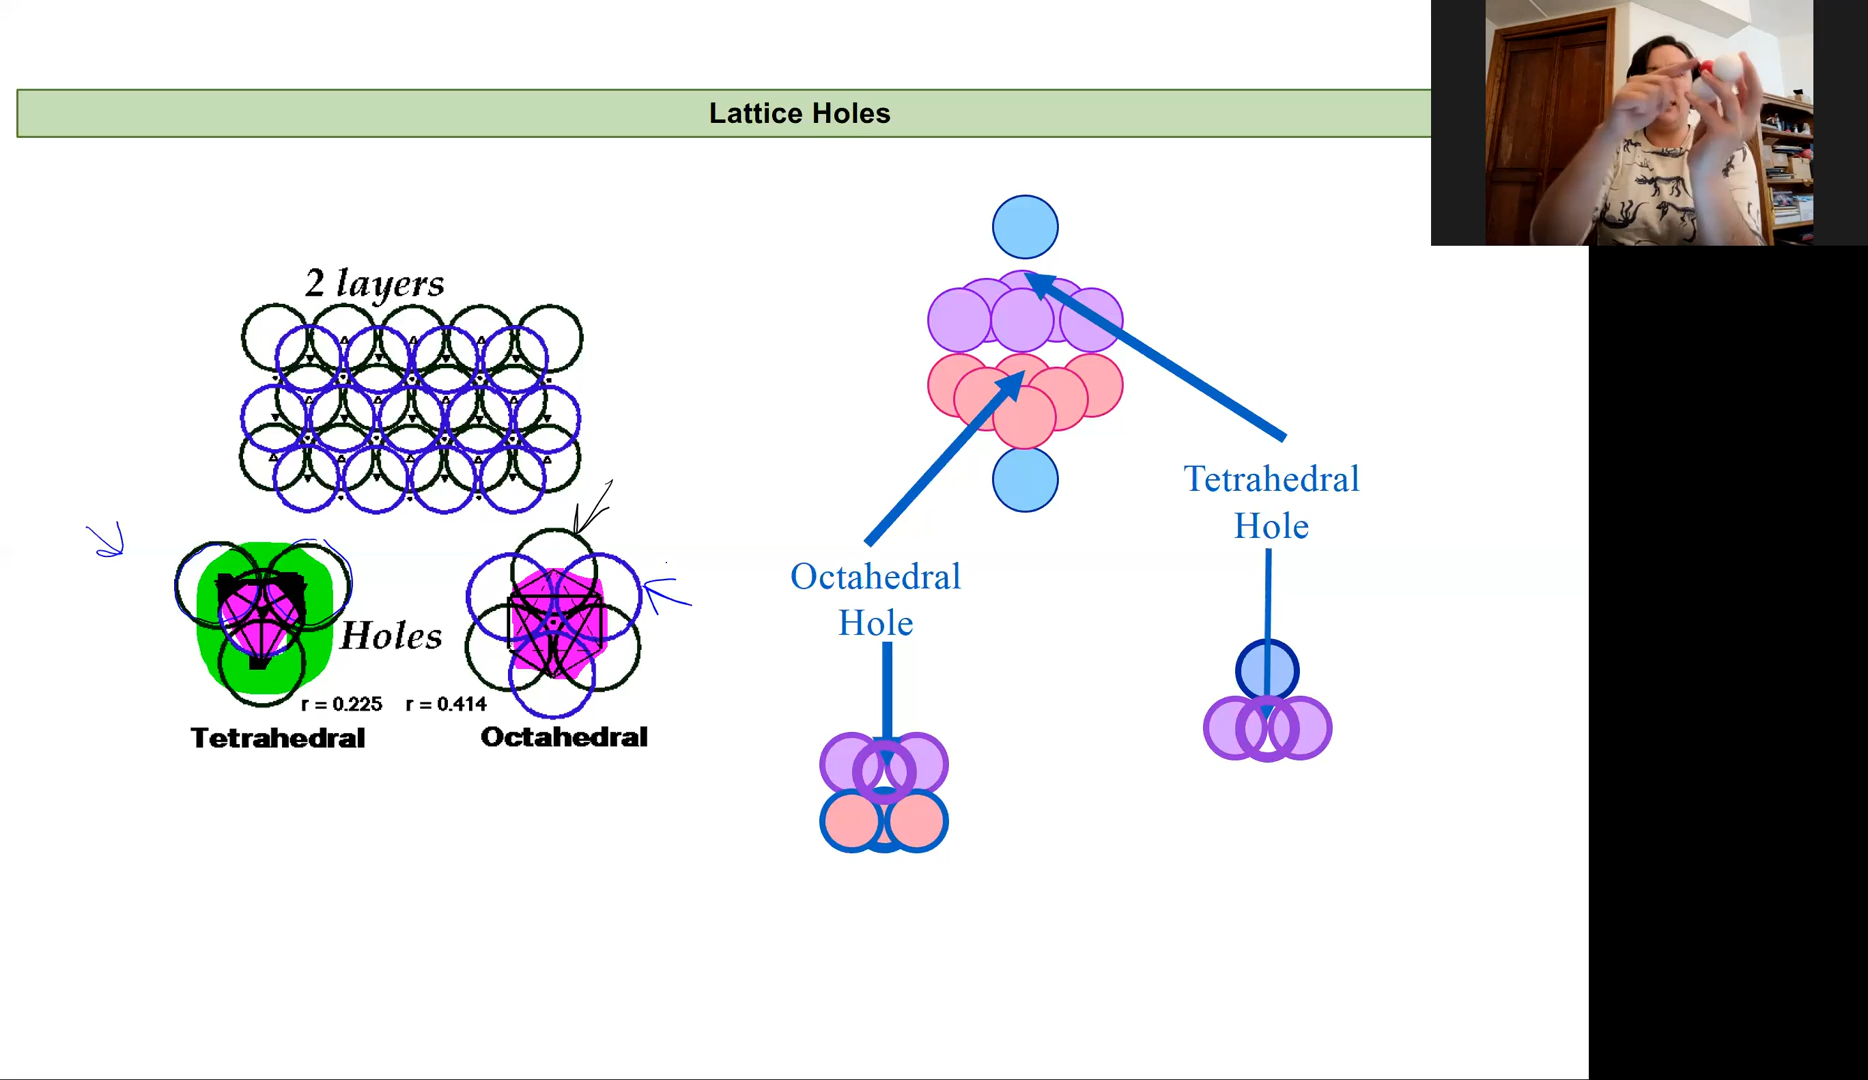 Lattice Holes
2 layers
Holes
r = 0.225 r = 0.414
Tetrahedral
Octahedral
Octahedral
Hole
Tetrahedral
Hole